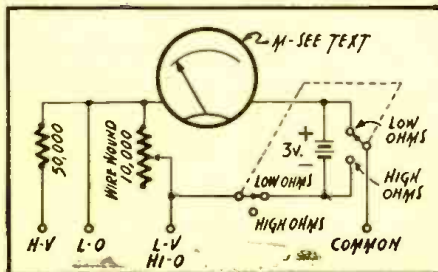 M-SEE TEXT
50,000
WIRE WOUND
10,000
+
3V.
-
LOW OHMS
HIGH OHMS
LOW
OHMS
HIGH
OHMS
H-V
L-O
L-V
HI-O
COMMON